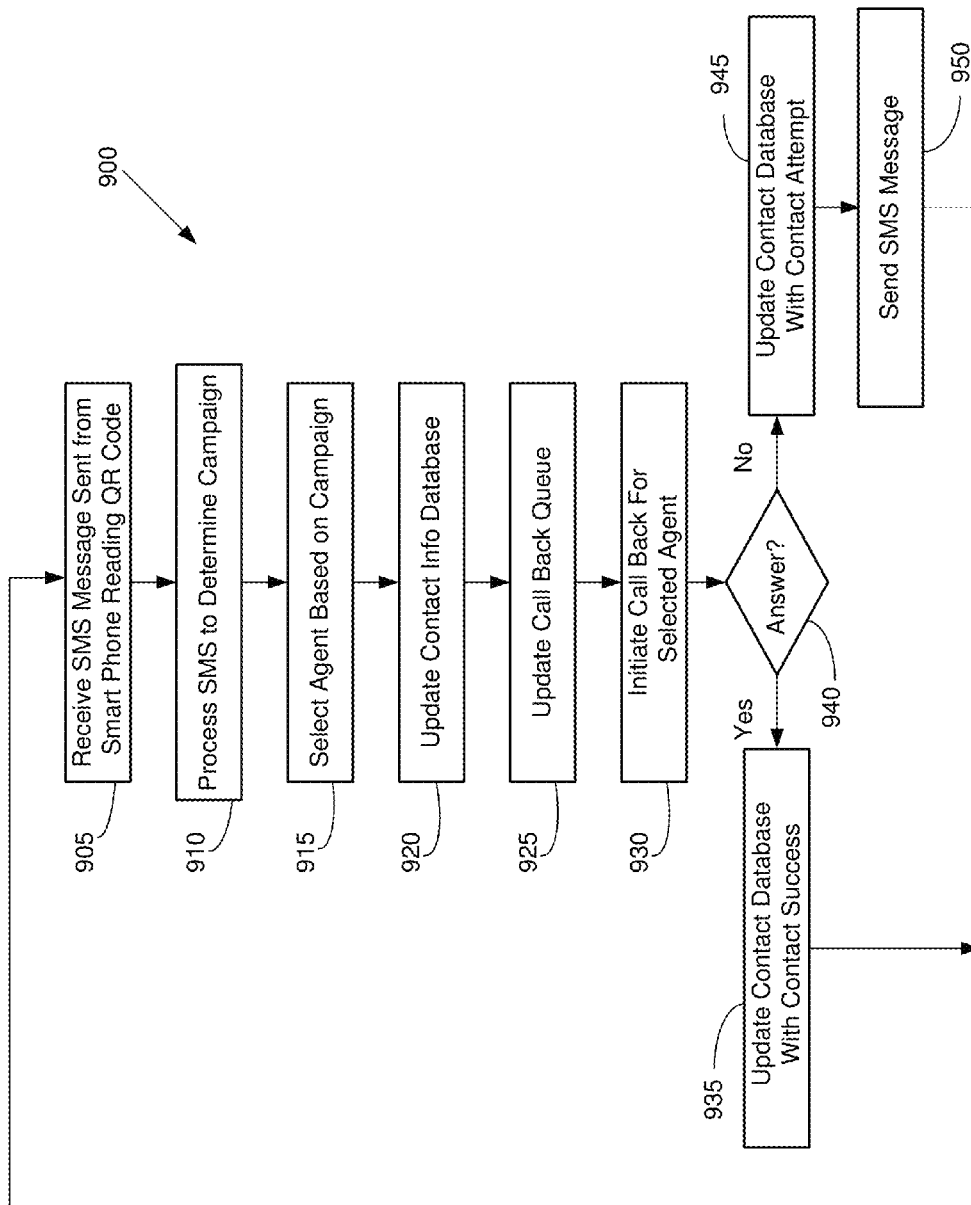 900
Receive SMS Message Sent from
Smart Phone Reading QR Code
905
Process SMS to Determine Campaign
910
Select Agent Based on Campaign
915
Update Contact Info Database
920
Update Call Back Queue
925
Initiate Call Back For
Selected Agent
930
Answer?
940
Yes
No
Update Contact Database
With Contact Success
935
Update Contact Database
With Contact Attempt
945
Send SMS Message
950